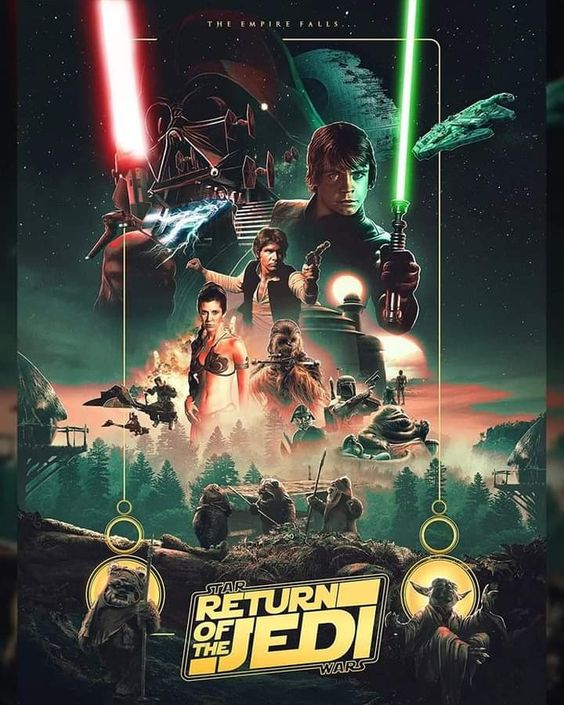 THE EMPIRE FALLS...
STAR
RETURN
OF THE JEDI
WARS